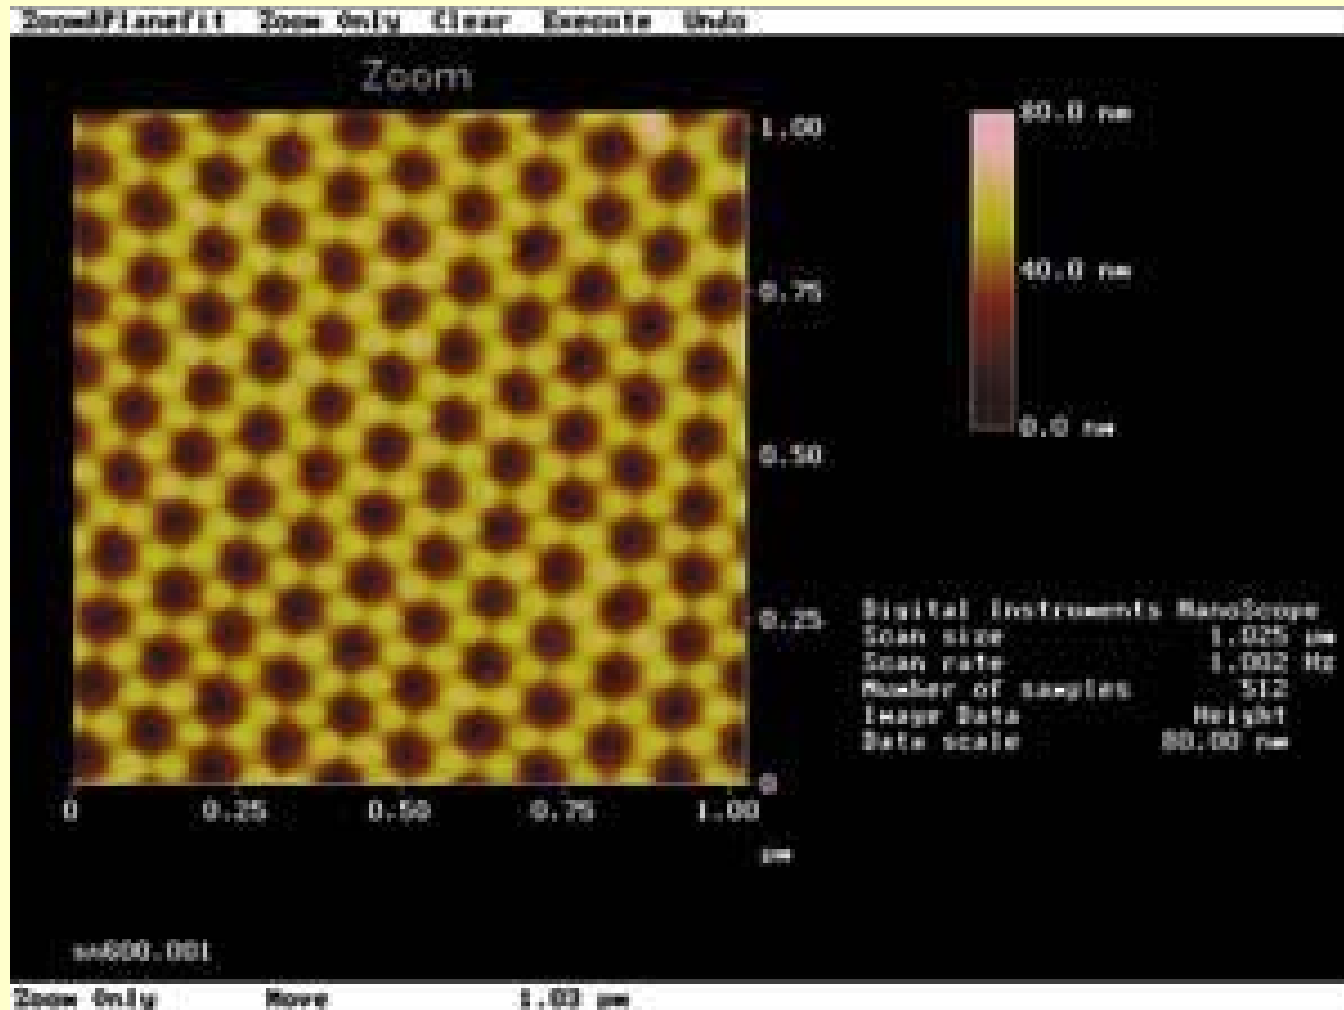 Zoom&Planefit Zoom Only Clear Execute Undo
Zoom
80.0 nm
40.0 nm
0.0 nm
1.00
0.75
0.50
0.25
0
0 0.25 0.50 0.75 1.00
µm
Digital Instruments NanoScope
Scan size 1.025 µm
Scan rate 1.002 Hz
Number of samples 512
Image Data Height
Data scale 80.00 nm
sn600.001
Zoom Only Move 1.03 µm